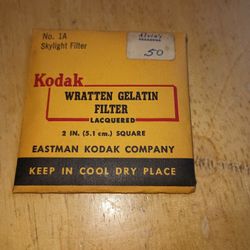 No. 1A
Skylight Filter
Alvin's
.50
Kodak
WRATTEN GELATIN
FILTER
LACQUERED
2 IN. (5.1 cm.) SQUARE
EASTMAN KODAK COMPANY
KEEP IN COOL DRY PLACE